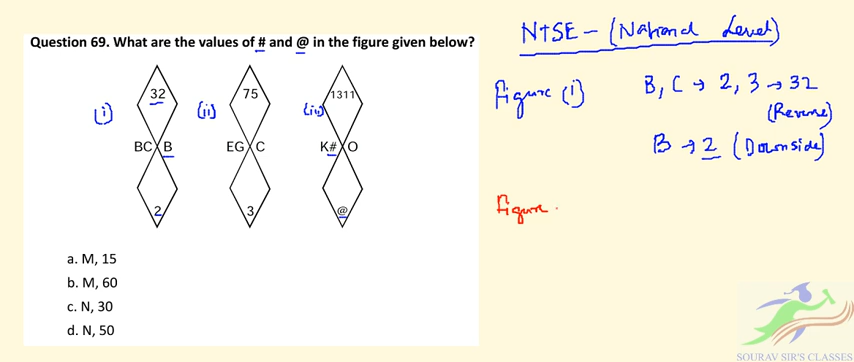 NTSE - (National Level)
Question 69. What are the values of # and @ in the figure given below?
(i) 32 (ii) 75 (iii) 1311
BC B EG C K# O
2 3 @
a. M, 15
b. M, 60
c. N, 30
d. N, 50
Figure (i) B, C → 2, 3 → 32
(Reverse)
B → 2 (Downside)
Figure.
SOURAV SIR'S CLASSES